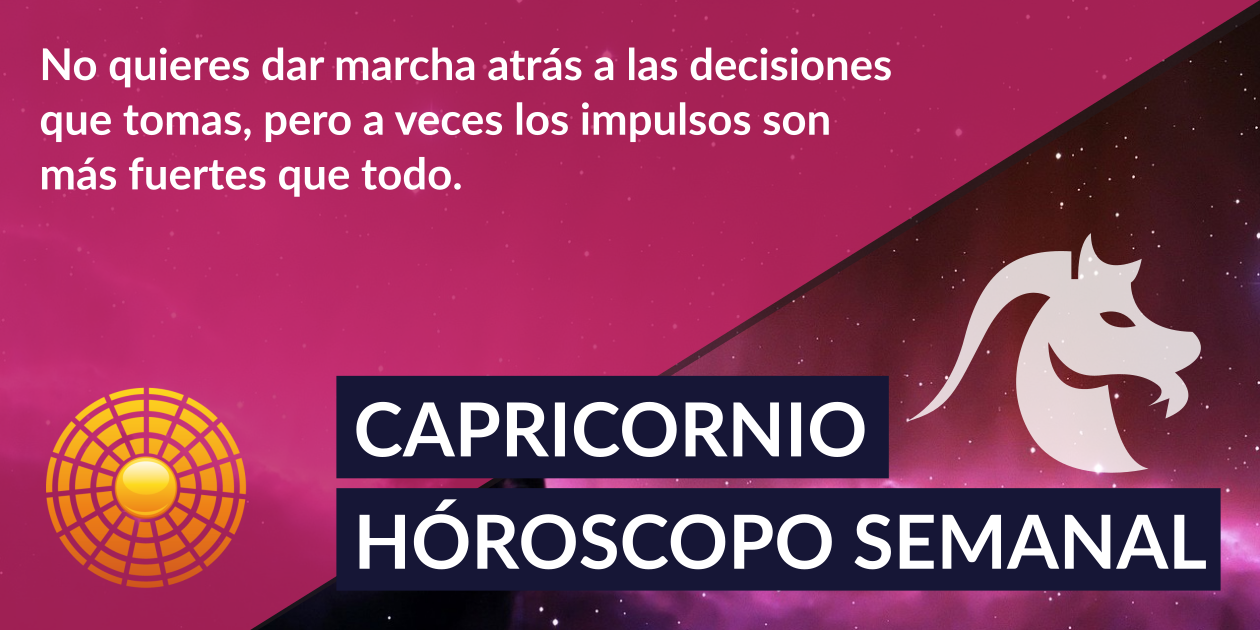 No quieres dar marcha atrás a las decisiones
que tomas, pero a veces los impulsos son
más fuertes que todo.
CAPRICORNIO
HÓROSCOPO SEMANAL